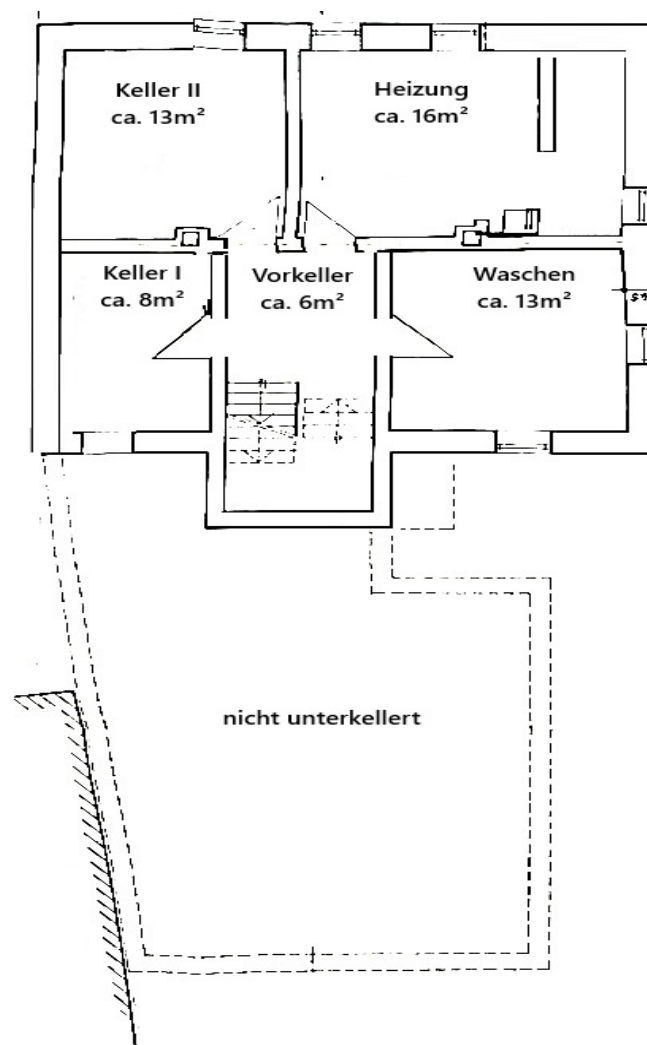 Keller II
ca. 13m²
Heizung
ca. 16m²
Keller I
ca. 8m²
Vorkeller
ca. 6m²
Waschen
ca. 13m²
nicht unterkellert